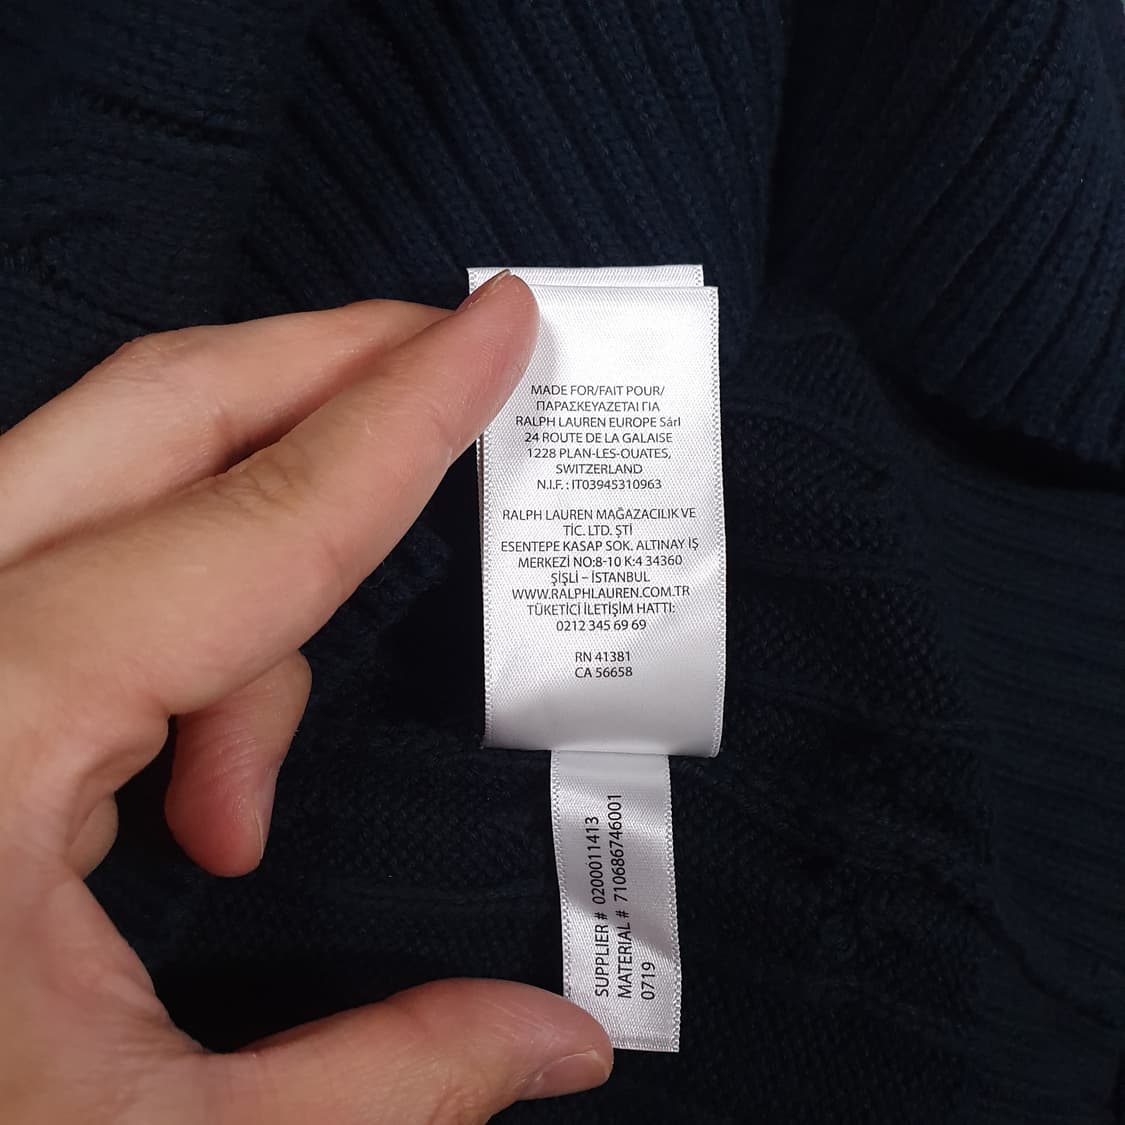 MADE FOR/FAIT POUR/
ΠΑΡΑΣΚΕΥΑΖΕΤΑΙ ΓΙΑ
RALPH LAUREN EUROPE Sárl
24 ROUTE DE LA GALAISE
1228 PLAN-LES-OUATES,
SWITZERLAND
N.I.F. : IT03945310963
RALPH LAUREN MAĞAZACILIK VE
TİC. LTD. ŞTİ
ESENTEPE KASAP SOK. ALTINAY İŞ
MERKEZİ NO:8-10 K:4 34360
ŞİŞLİ – İSTANBUL
WWW.RALPHLAUREN.COM.TR
TÜKETİCİ İLETİŞİM HATTI:
0212 345 69 69
RN 41381
CA 56658
SUPPLIER # 0200011413
MATERIAL # 710686746001
0719